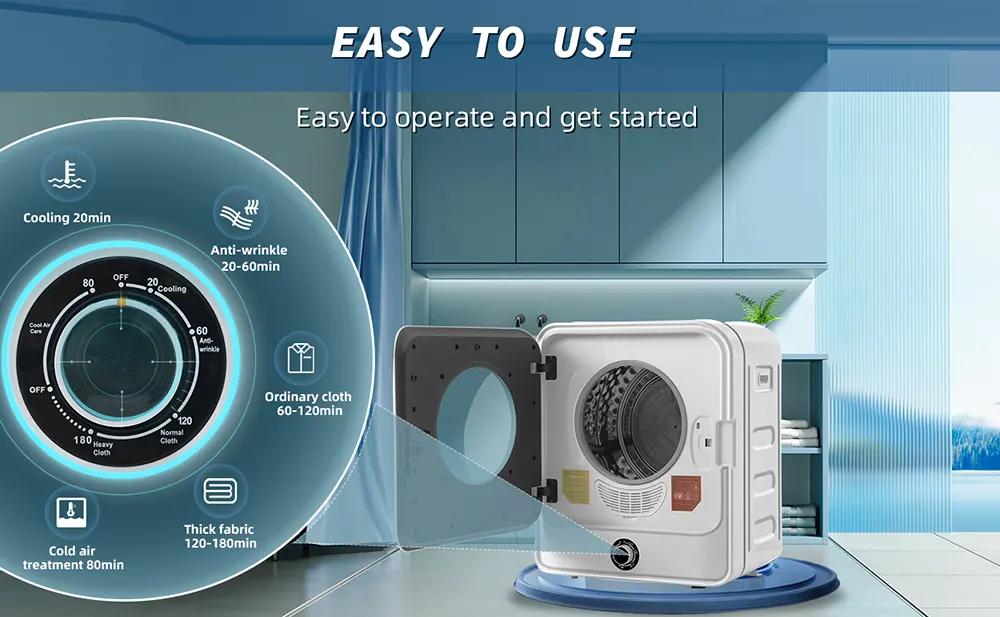 EASY TO USE
Easy to operate and get started
Cooling 20min
Anti-wrinkle
20-60min
Ordinary cloth
60-120min
Thick fabric
120-180min
Cold air
treatment 80min
OFF
20
Cooling
60
Anti-
wrinkle
120
Normal
Cloth
180
Heavy
Cloth
OFF
Cool Air
Care
80